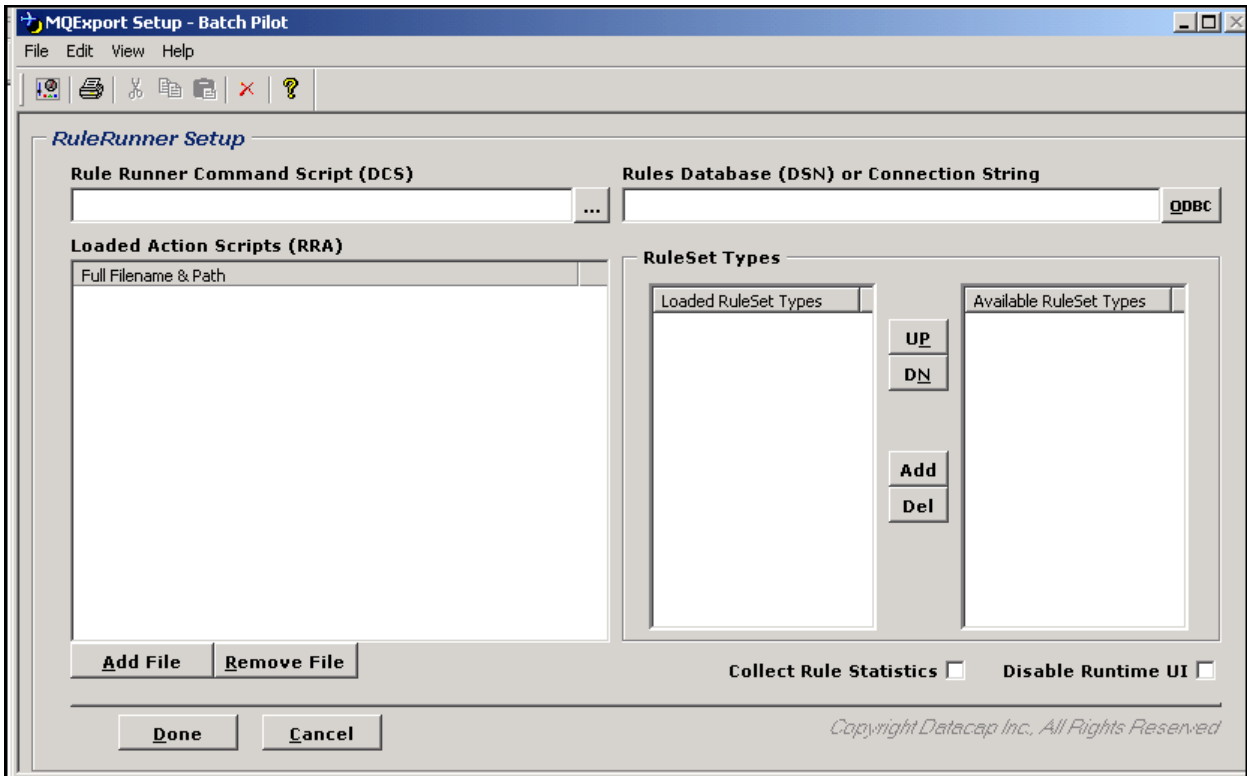 MQExport Setup - Batch Pilot
File Edit View Help
RuleRunner Setup
Rule Runner Command Script (DCS)
Rules Database (DSN) or Connection String
...
ODBC
Loaded Action Scripts (RRA)
Full Filename & Path
RuleSet Types
Loaded RuleSet Types
Available RuleSet Types
UP
DN
Add
Del
Add File
Remove File
Collect Rule Statistics
Disable Runtime UI
Done
Cancel
Copyright Datacap Inc., All Rights Reserved